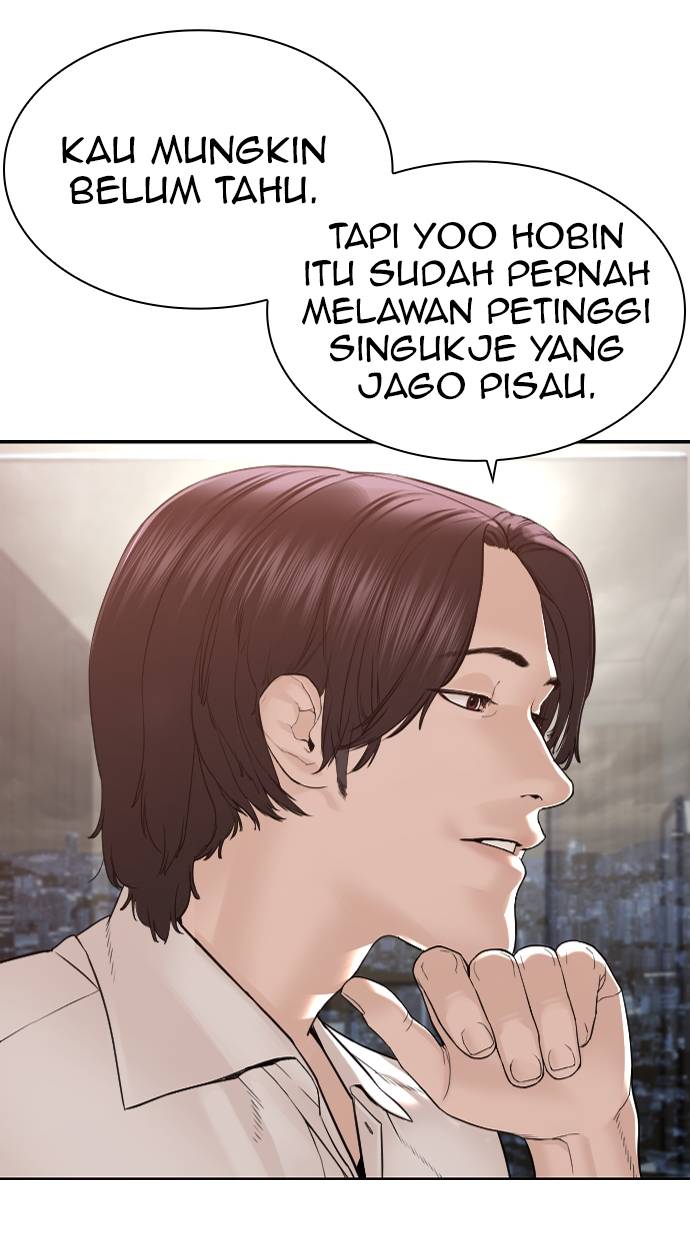 KAU MUNGKIN
BELUM TAHU.
TAPI YOO HOBIN
ITU SUDAH PERNAH
MELAWAN PETINGGI
SINGUKJE YANG
JAGO PISAU.